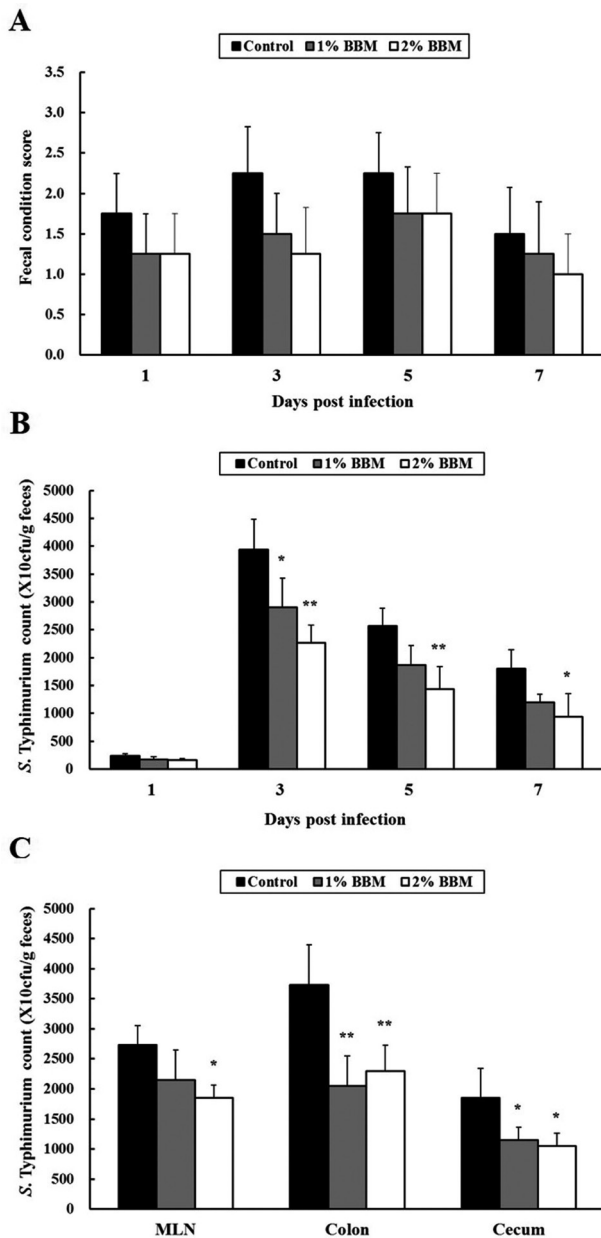 A
Control 1% BBM 2% BBM
Fecal condition score
3.5
3.0
2.5
2.0
1.5
1.0
0.5
0.0
1 3 5 7
Days post infection
B
Control 1% BBM 2% BBM
S. Typhimurium count (X10cfu/g feces)
5000
4500
4000
3500
3000
2500
2000
1500
1000
500
0
*
**
**
*
1 3 5 7
Days post infection
C
Control 1% BBM 2% BBM
S. Typhimurium count (X10cfu/g feces)
5000
4500
4000
3500
3000
2500
2000
1500
1000
500
0
*
**
**
*
*
MLN Colon Cecum